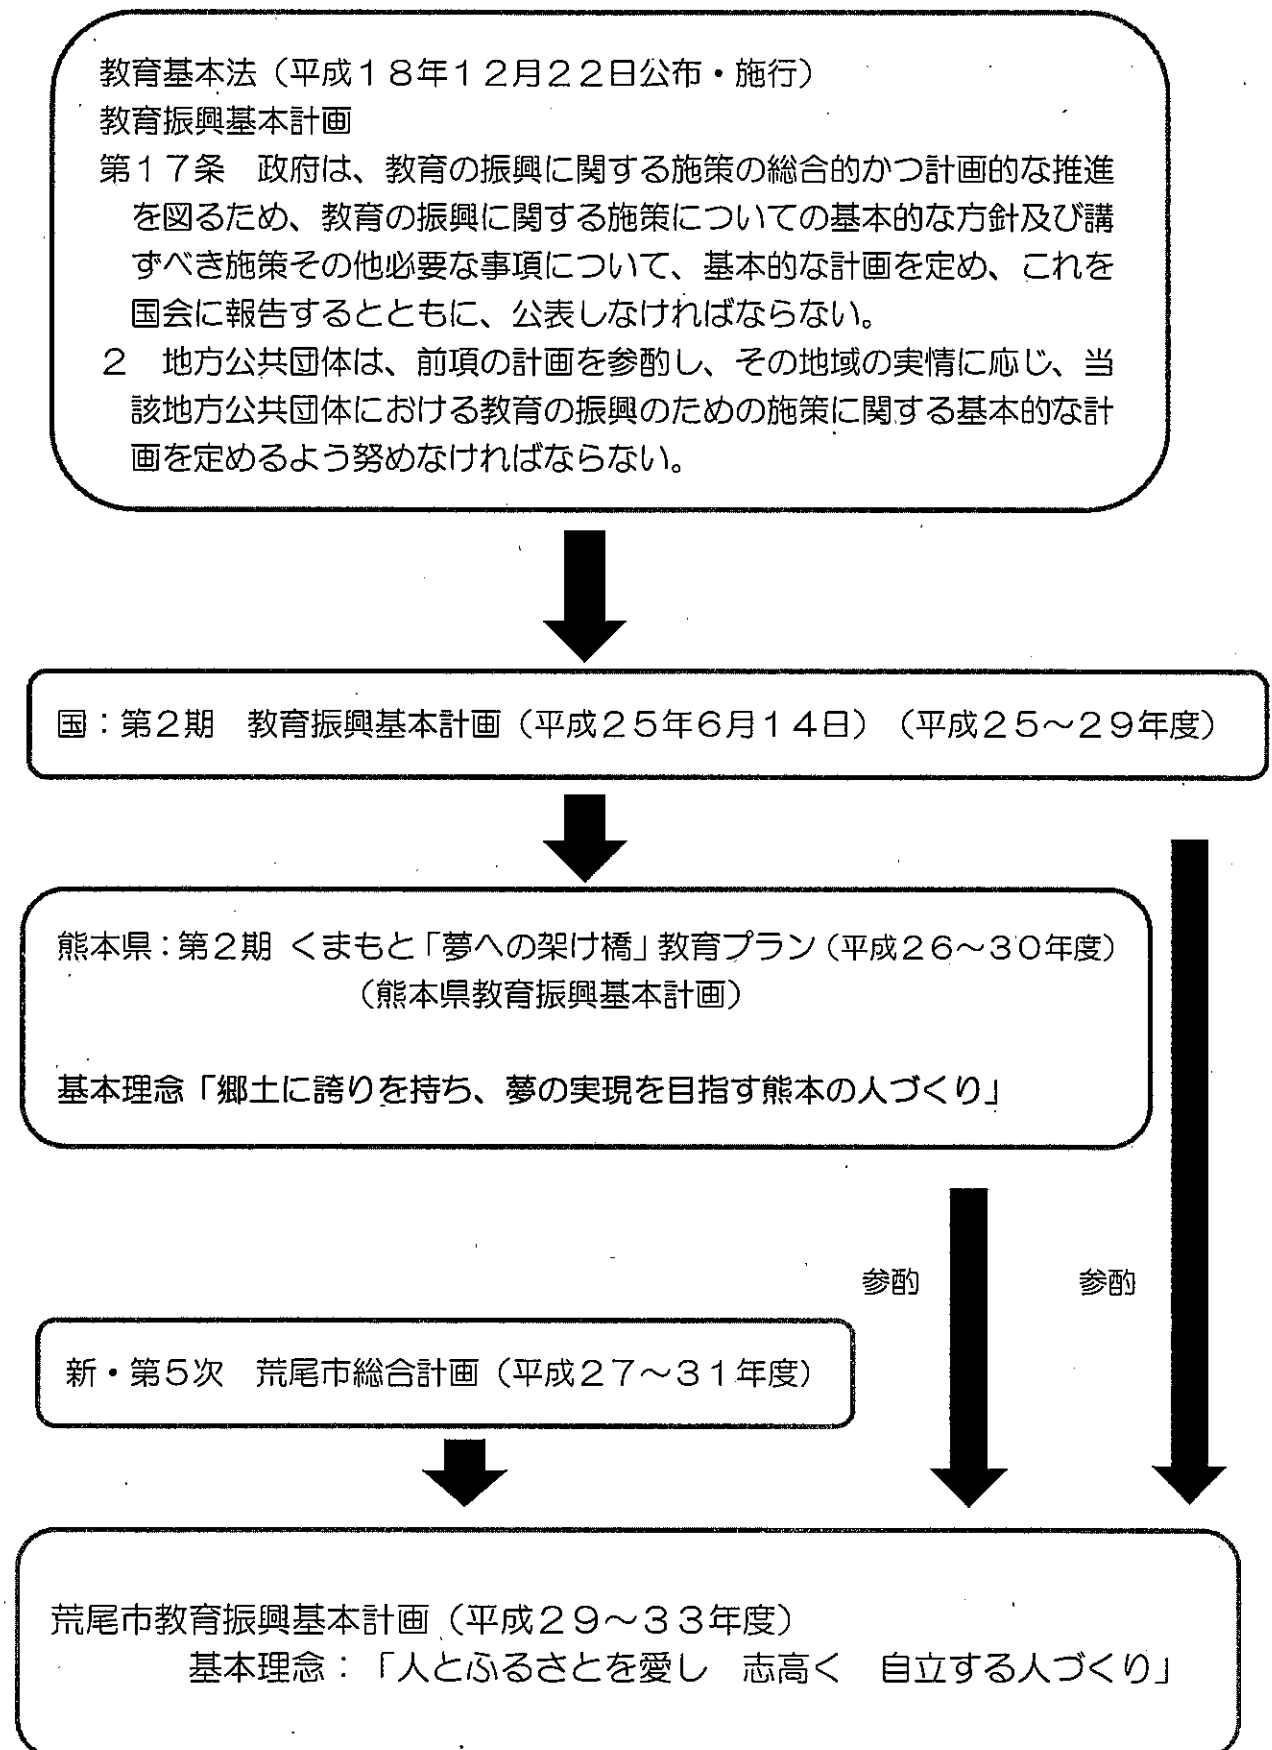 教育基本法（平成１８年１２月２２日公布・施行）
教育振興基本計画
第１７条　政府は、教育の振興に関する施策の総合的かつ計画的な推進
を図るため、教育の振興に関する施策についての基本的な方針及び講
ずべき施策その他必要な事項について、基本的な計画を定め、これを
国会に報告するとともに、公表しなければならない。
２　地方公共団体は、前項の計画を参酌し、その地域の実情に応じ、当
該地方公共団体における教育の振興のための施策に関する基本的な計
画を定めるよう努めなければならない。
国：第２期　教育振興基本計画（平成２５年６月１４日）（平成２５～２９年度）
熊本県：第２期 くまもと「夢への架け橋」教育プラン（平成２６～３０年度）
（熊本県教育振興基本計画）
基本理念「郷土に誇りを持ち、夢の実現を目指す熊本の人づくり」
参酌　参酌
新・第５次　荒尾市総合計画（平成２７～３１年度）
荒尾市教育振興基本計画（平成２９～３３年度）
基本理念：「人とふるさとを愛し　志高く　自立する人づくり」